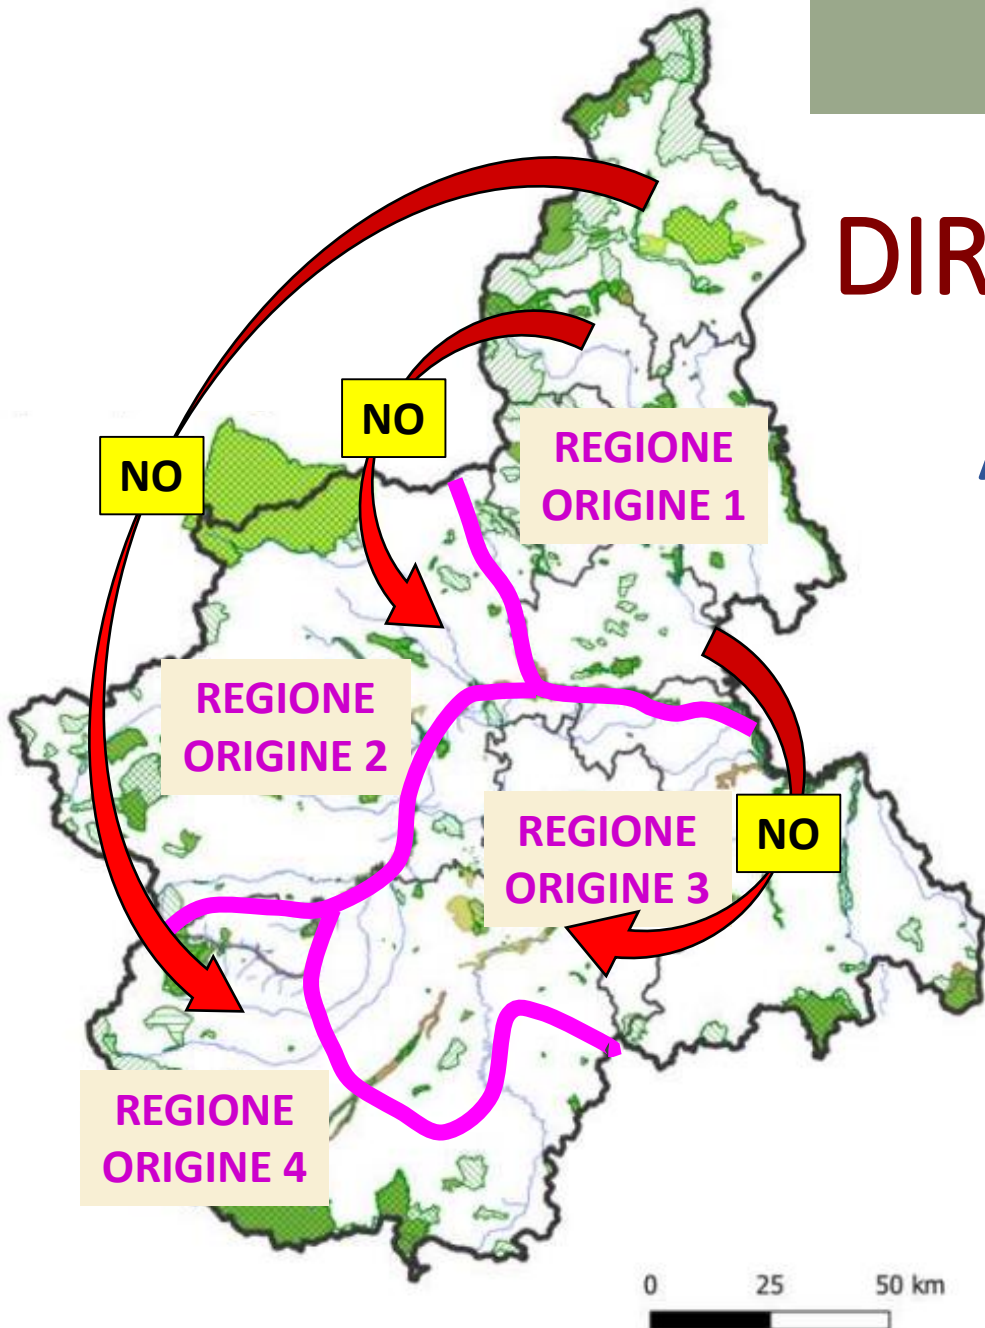 DIR
NO
NO
REGIONE
ORIGINE 1
REGIONE
ORIGINE 2
REGIONE
ORIGINE 3
NO
REGIONE
ORIGINE 4
0 25 50 km